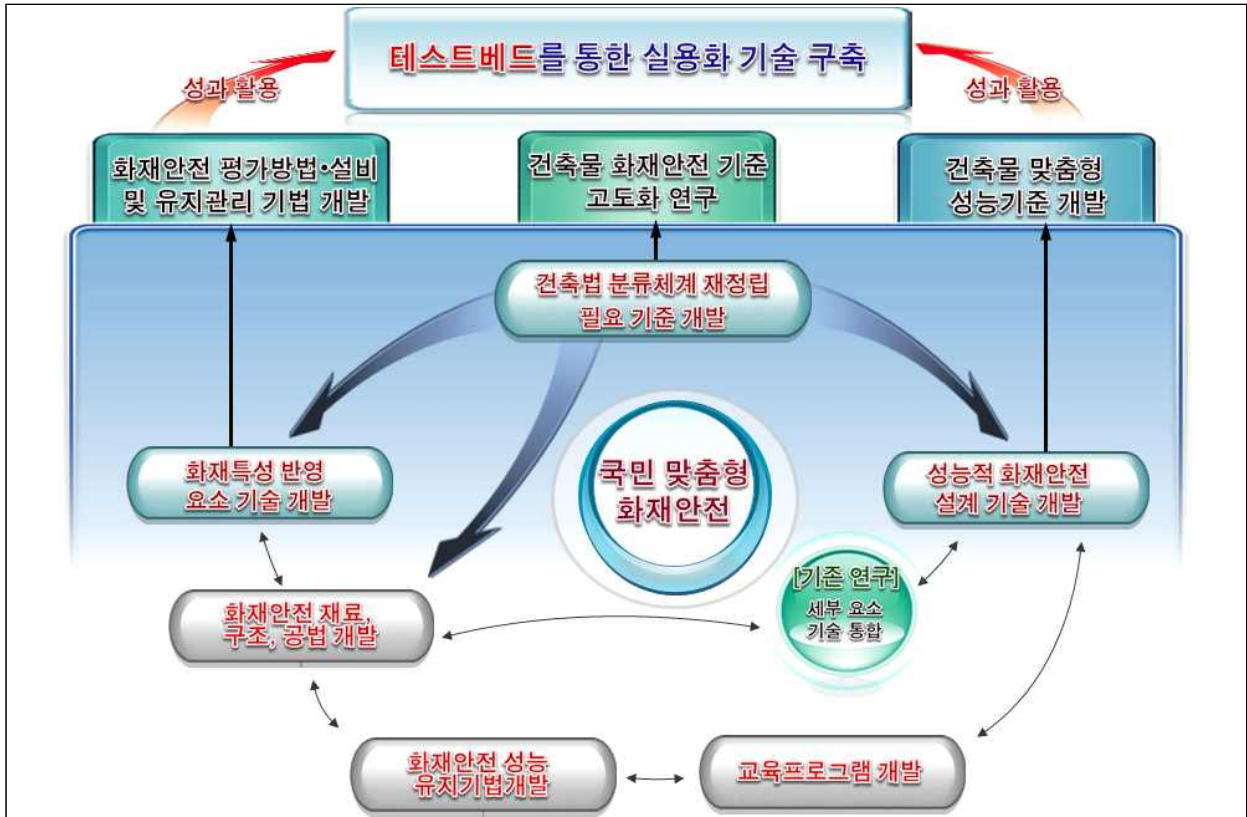 테스트베드를 통한 실용화 기술 구축
성과 활용
성과 활용
화재안전 평가방법•설비
및 유지관리 기법 개발
건축물 화재안전 기준
고도화 연구
건축물 맞춤형
성능기준 개발
건축법 분류체계 재정립
필요 기준 개발
화재특성 반영
요소 기술 개발
국민 맞춤형
화재안전
성능적 화재안전
설계 기술 개발
[기존 연구]
세부 요소
기술 통합
화재안전 재료,
구조, 공법 개발
화재안전 성능
유지기법개발
교육프로그램 개발